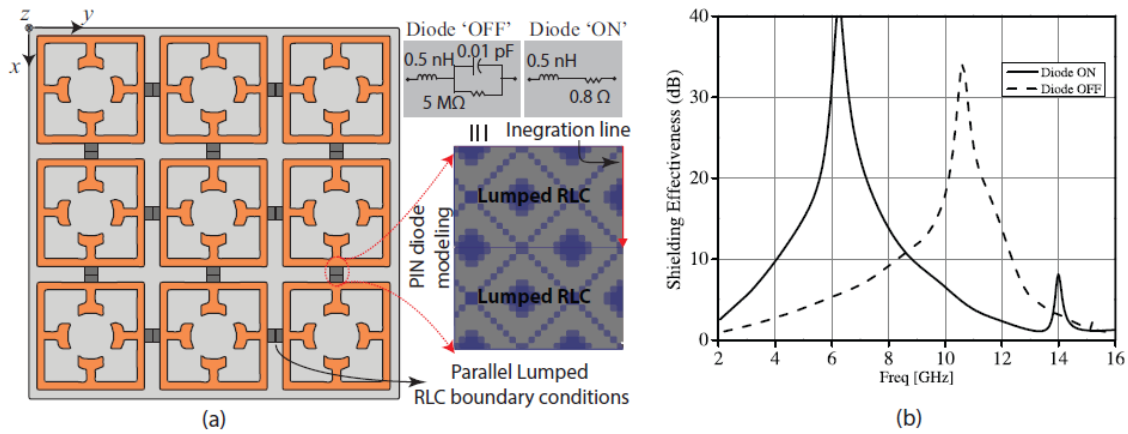 z
y
x
Diode 'OFF' Diode 'ON'
0.5 nH 0.01 pF 0.5 nH
5 MΩ 0.8 Ω
Inegration line
Lumped RLC
PIN diode
modeling
Lumped RLC
Parallel Lumped
RLC boundary conditions
(a)
Shielding Effectiveness (dB)
40
30
20
10
0
Diode ON
Diode OFF
2 4 6 8 10 12 14 16
Freq [GHz]
(b)